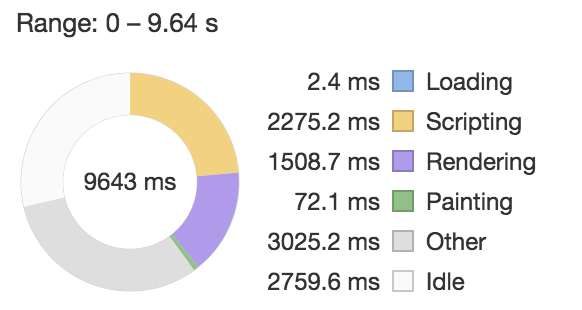 Range: 0 – 9.64 s
9643 ms
2.4 ms Loading
2275.2 ms Scripting
1508.7 ms Rendering
72.1 ms Painting
3025.2 ms Other
2759.6 ms Idle